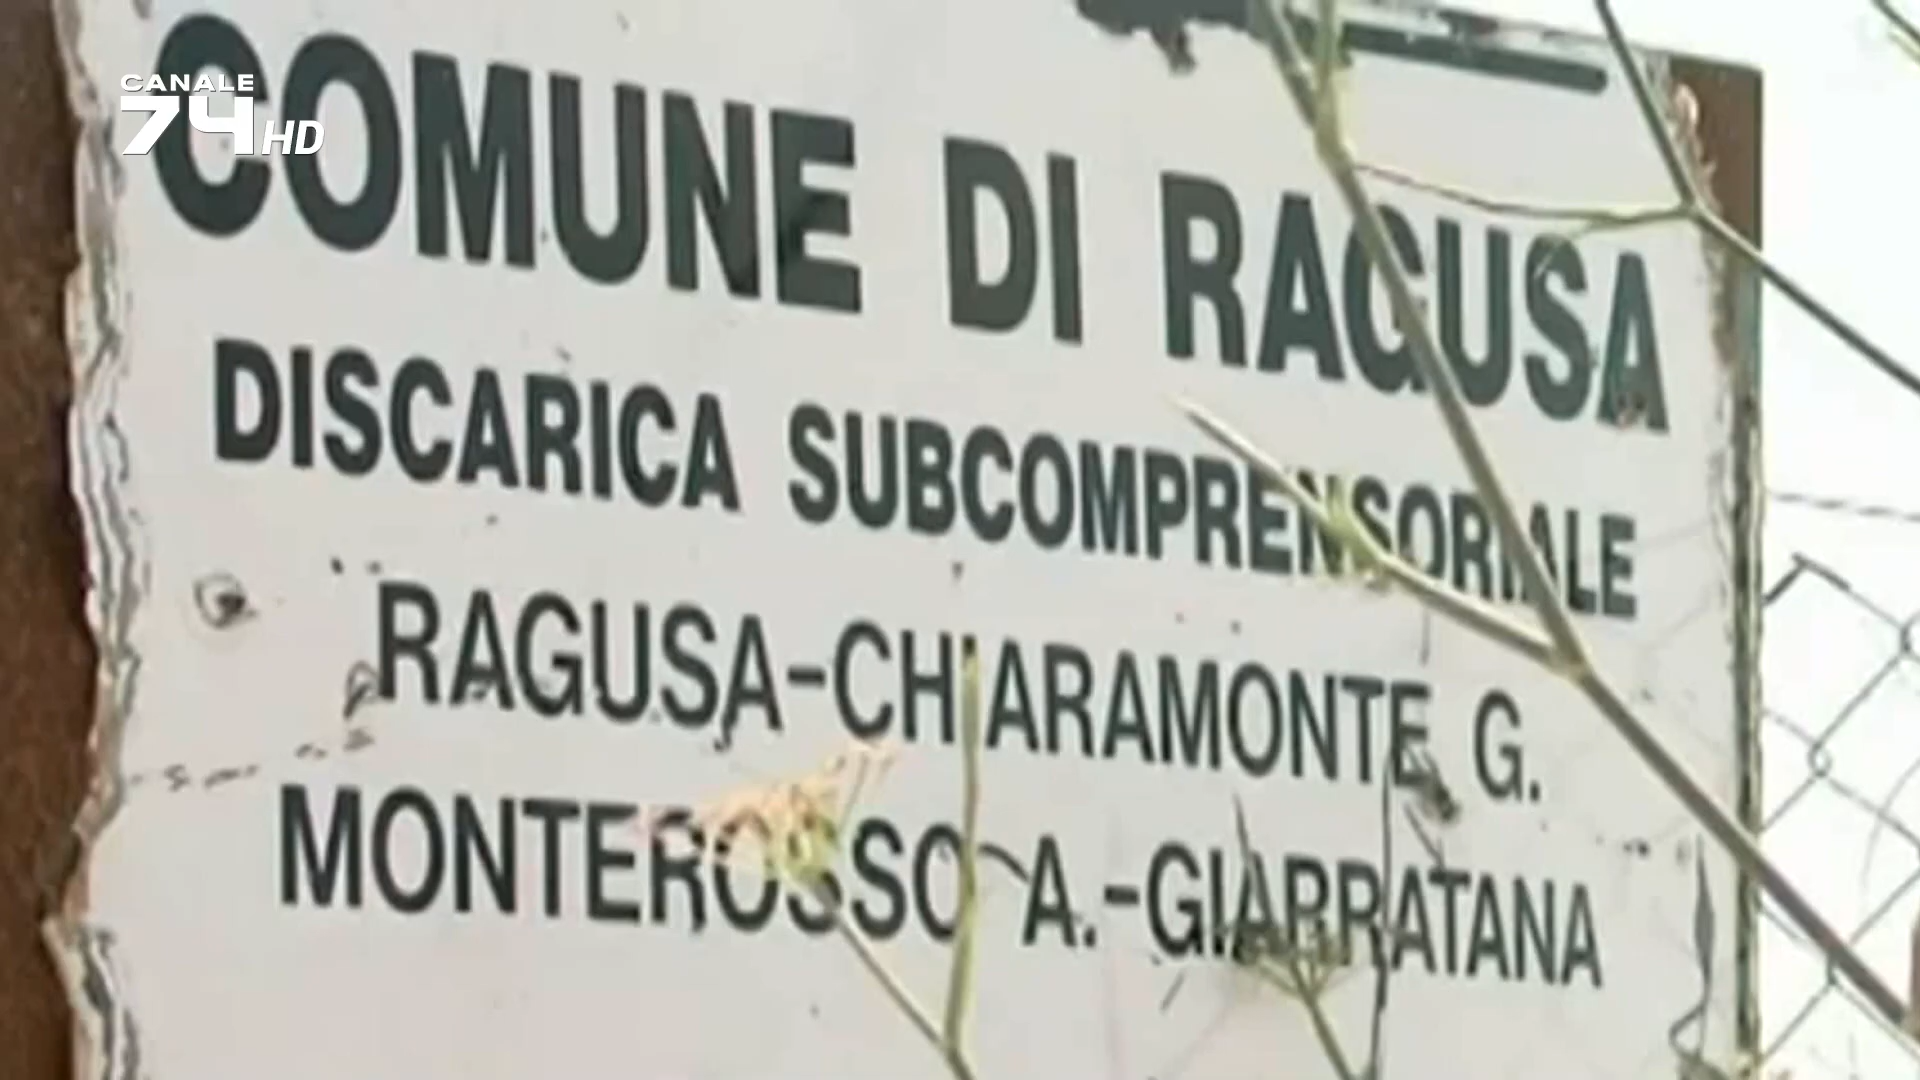 CANALE
74 HD
COMUNE DI RAGUSA
DISCARICA SUBCOMPRENSORIALE
RAGUSA-CHIARAMONTE G.
MONTEROSSO A.-GIARRATANA